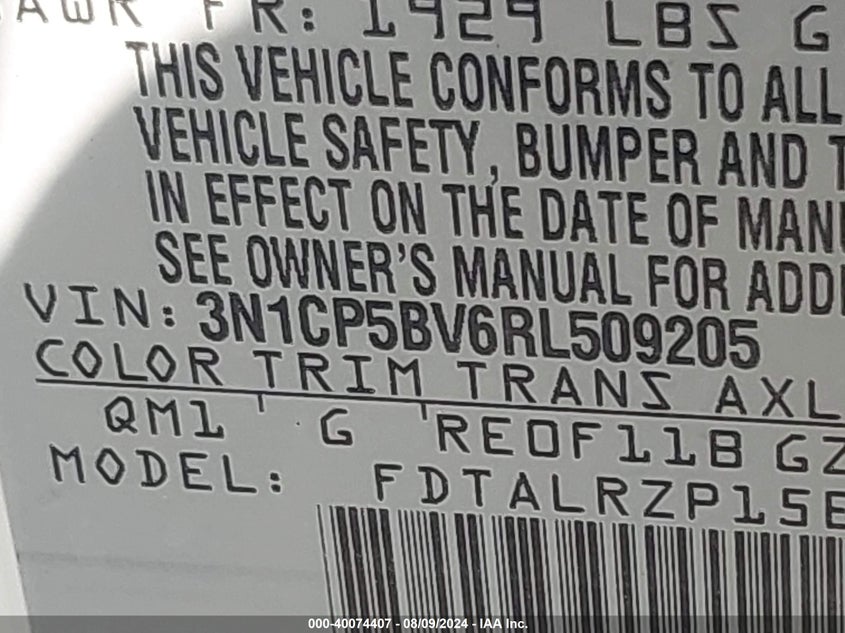 GAWR FR: 1929 LBS G
THIS VEHICLE CONFORMS TO ALL
VEHICLE SAFETY, BUMPER AND T
IN EFFECT ON THE DATE OF MANU
SEE OWNER'S MANUAL FOR ADDI
VIN: 3N1CP5BV6RL509205
COLOR TRIM TRANS AXL
QM1 G RE0F11B GZ
MODEL: FDTALRZP15E
000-40074407 - 08/09/2024 - IAA Inc.